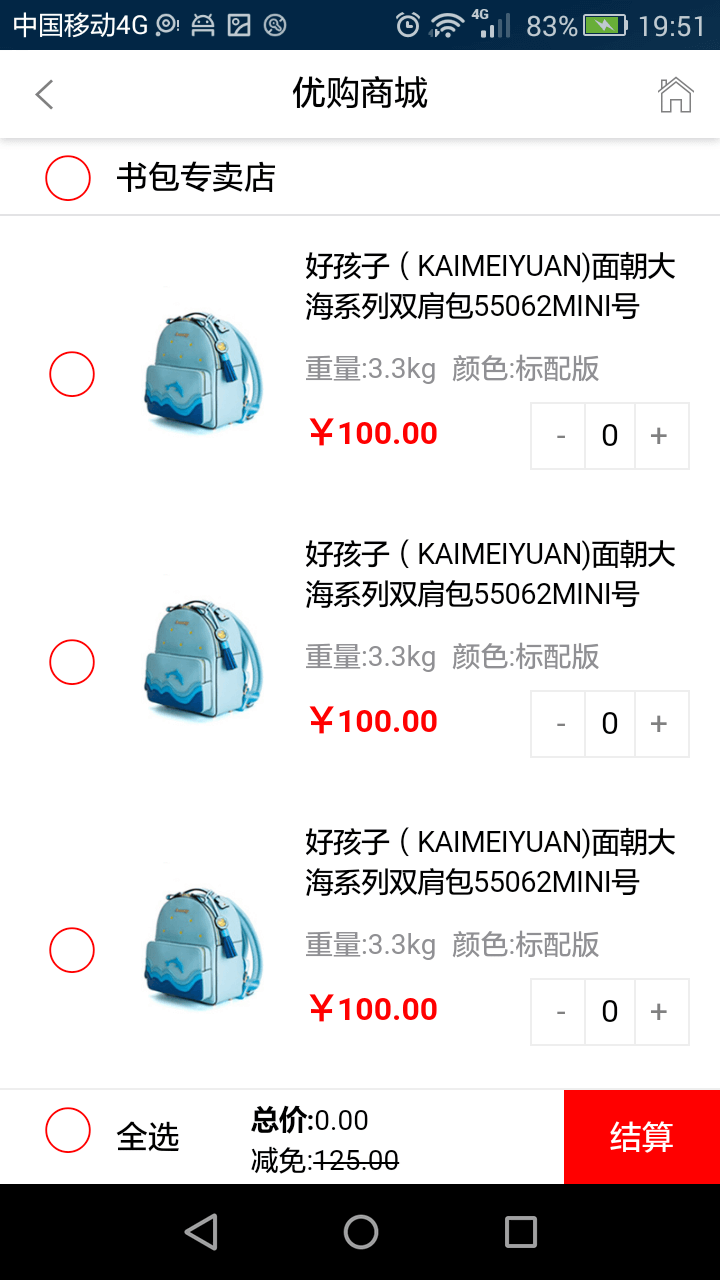 中国移动4G 4G 83% 19:51
优购商城
书包专卖店
好孩子（KAIMEIYUAN)面朝大
海系列双肩包55062MINI号
重量:3.3kg 颜色:标配版
￥100.00 - 0 +
好孩子（KAIMEIYUAN)面朝大
海系列双肩包55062MINI号
重量:3.3kg 颜色:标配版
￥100.00 - 0 +
好孩子（KAIMEIYUAN)面朝大
海系列双肩包55062MINI号
重量:3.3kg 颜色:标配版
￥100.00 - 0 +
全选
总价:0.00
减免:125.00
结算